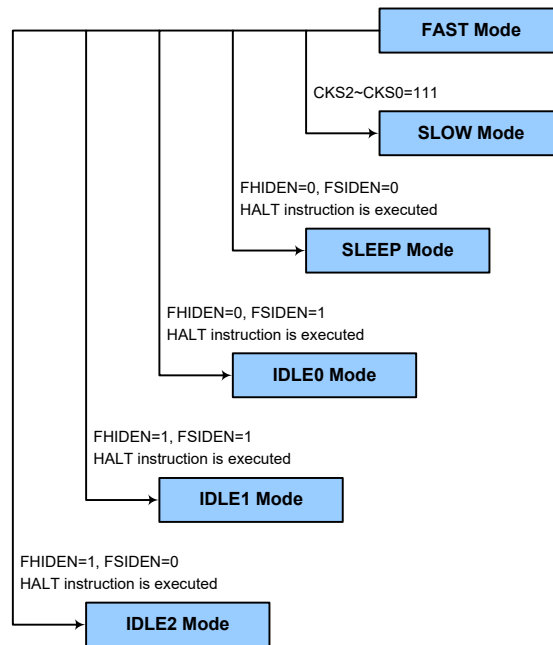 FAST Mode
CKS2~CKS0=111
SLOW Mode
FHIDEN=0, FSIDEN=0
HALT instruction is executed
SLEEP Mode
FHIDEN=0, FSIDEN=1
HALT instruction is executed
IDLE0 Mode
FHIDEN=1, FSIDEN=1
HALT instruction is executed
IDLE1 Mode
FHIDEN=1, FSIDEN=0
HALT instruction is executed
IDLE2 Mode